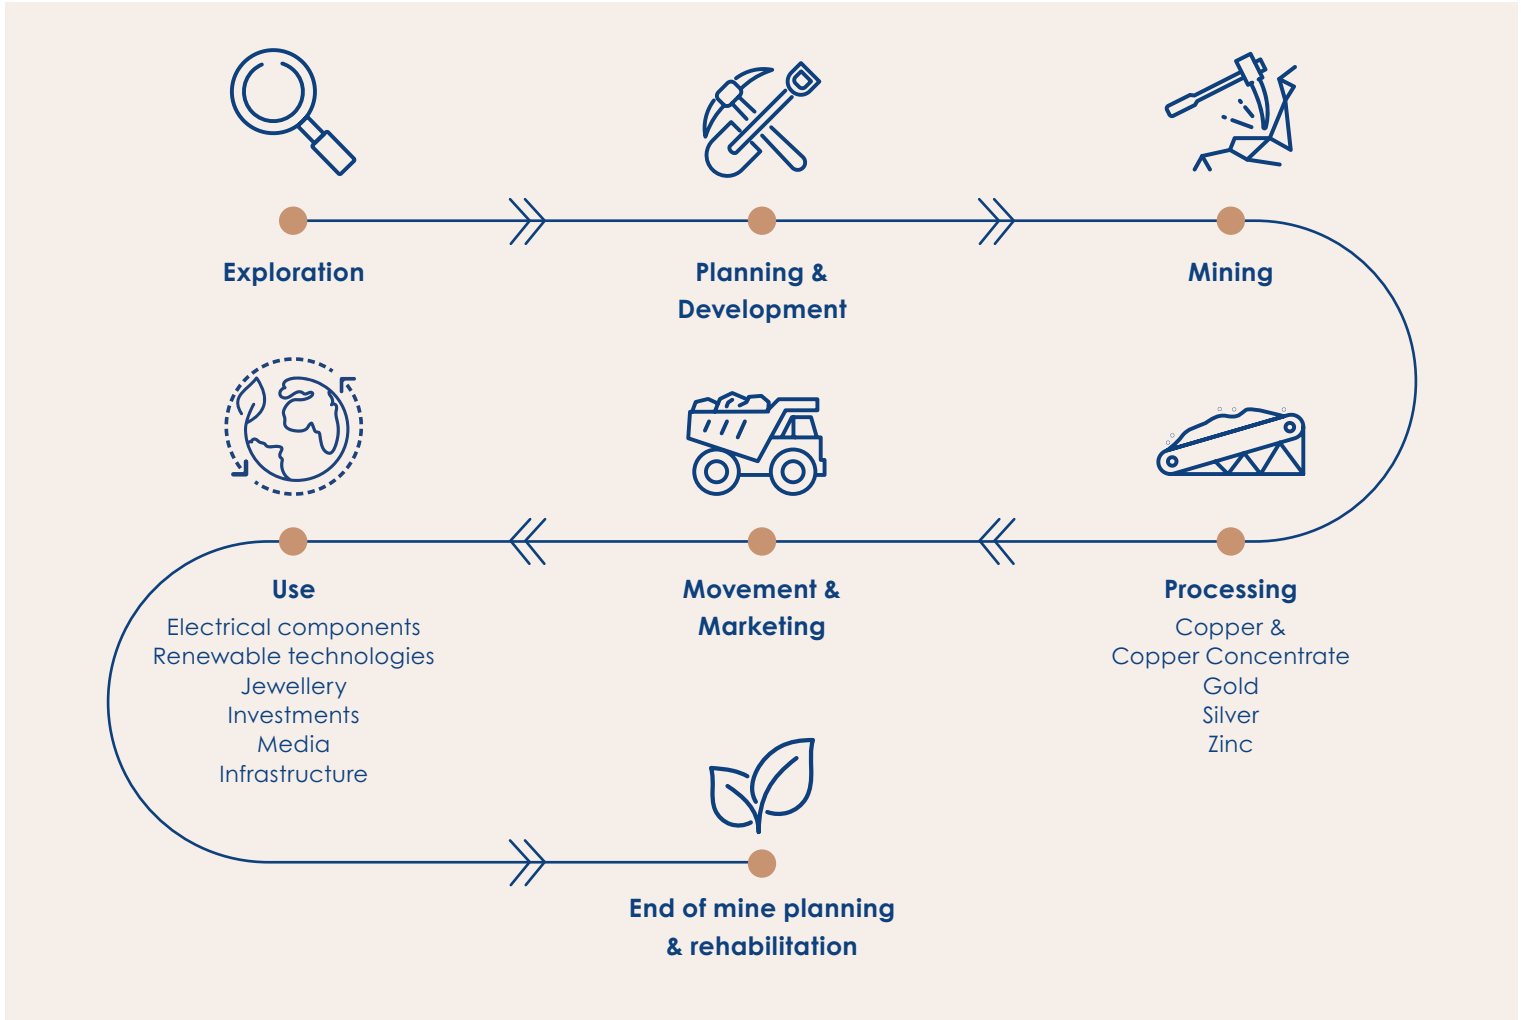 Exploration
Planning &
Development
Mining
Use
Electrical components
Renewable technologies
Jewellery
Investments
Media
Infrastructure
Movement &
Marketing
Processing
Copper &
Copper Concentrate
Gold
Silver
Zinc
End of mine planning
& rehabilitation